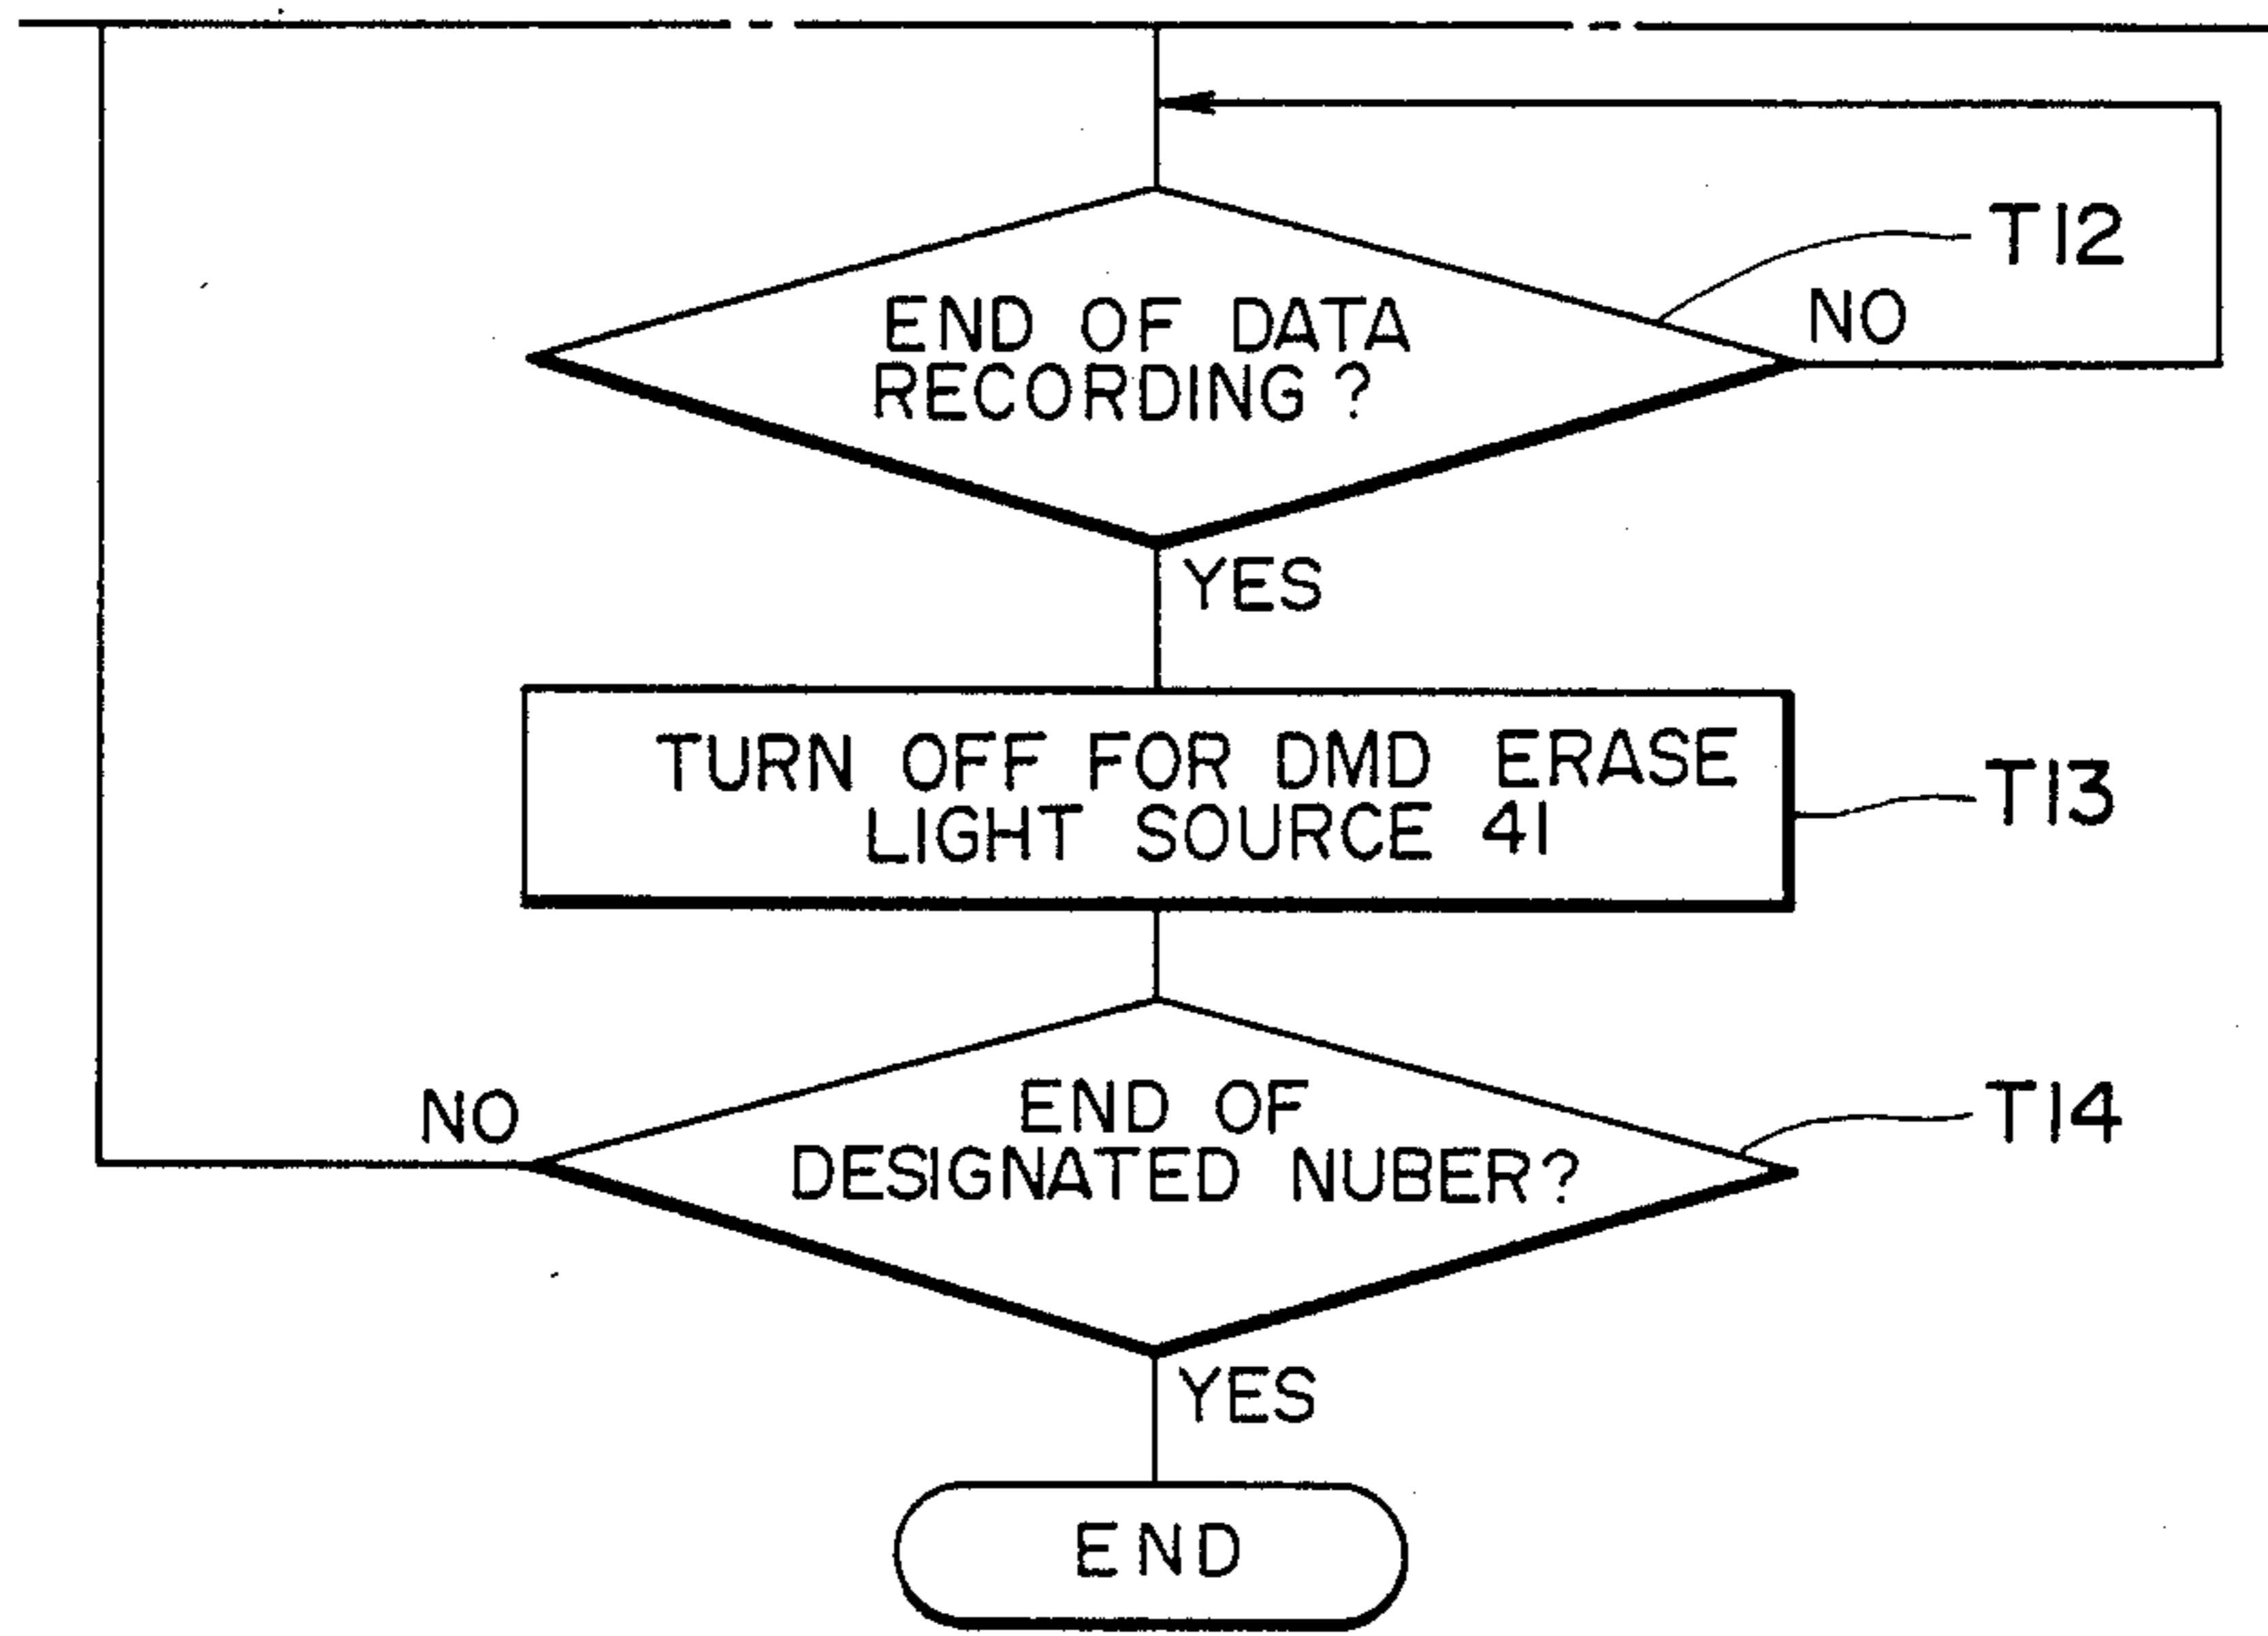 T12
NO
END OF DATA
RECORDING ?
YES
TURN OFF FOR DMD ERASE
LIGHT SOURCE 41
T13
NO
END OF
DESIGNATED NUBER?
T14
YES
END